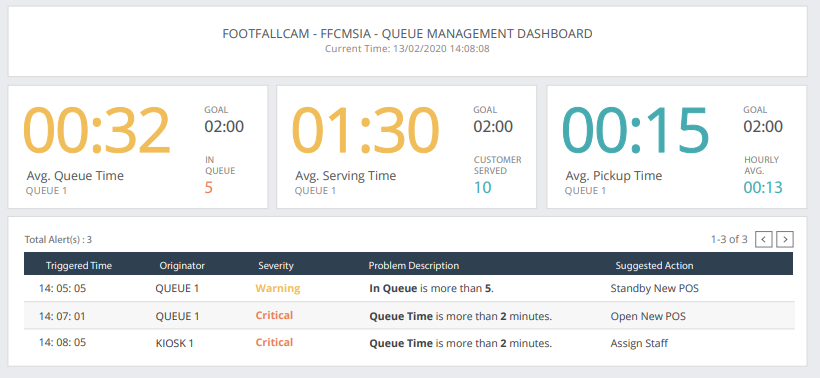 FOOTFALLCAM - FFCMSIA - QUEUE MANAGEMENT DASHBOARD
Current Time: 13/02/2020 14:08:08
00:32
GOAL
02:00
Avg. Queue Time
QUEUE 1
IN
QUEUE
5
01:30
GOAL
02:00
Avg. Serving Time
QUEUE 1
CUSTOMER
SERVED
10
00:15
GOAL
02:00
Avg. Pickup Time
QUEUE 1
HOURLY
AVG.
00:13
Total Alert(s) : 3
1-3 of 3 < >
Triggered Time Originator Severity Problem Description Suggested Action
14: 05: 05 QUEUE 1 Warning In Queue is more than 5. Standby New POS
14: 07: 01 QUEUE 1 Critical Queue Time is more than 2 minutes. Open New POS
14: 08: 05 KIOSK 1 Critical Queue Time is more than 2 minutes. Assign Staff